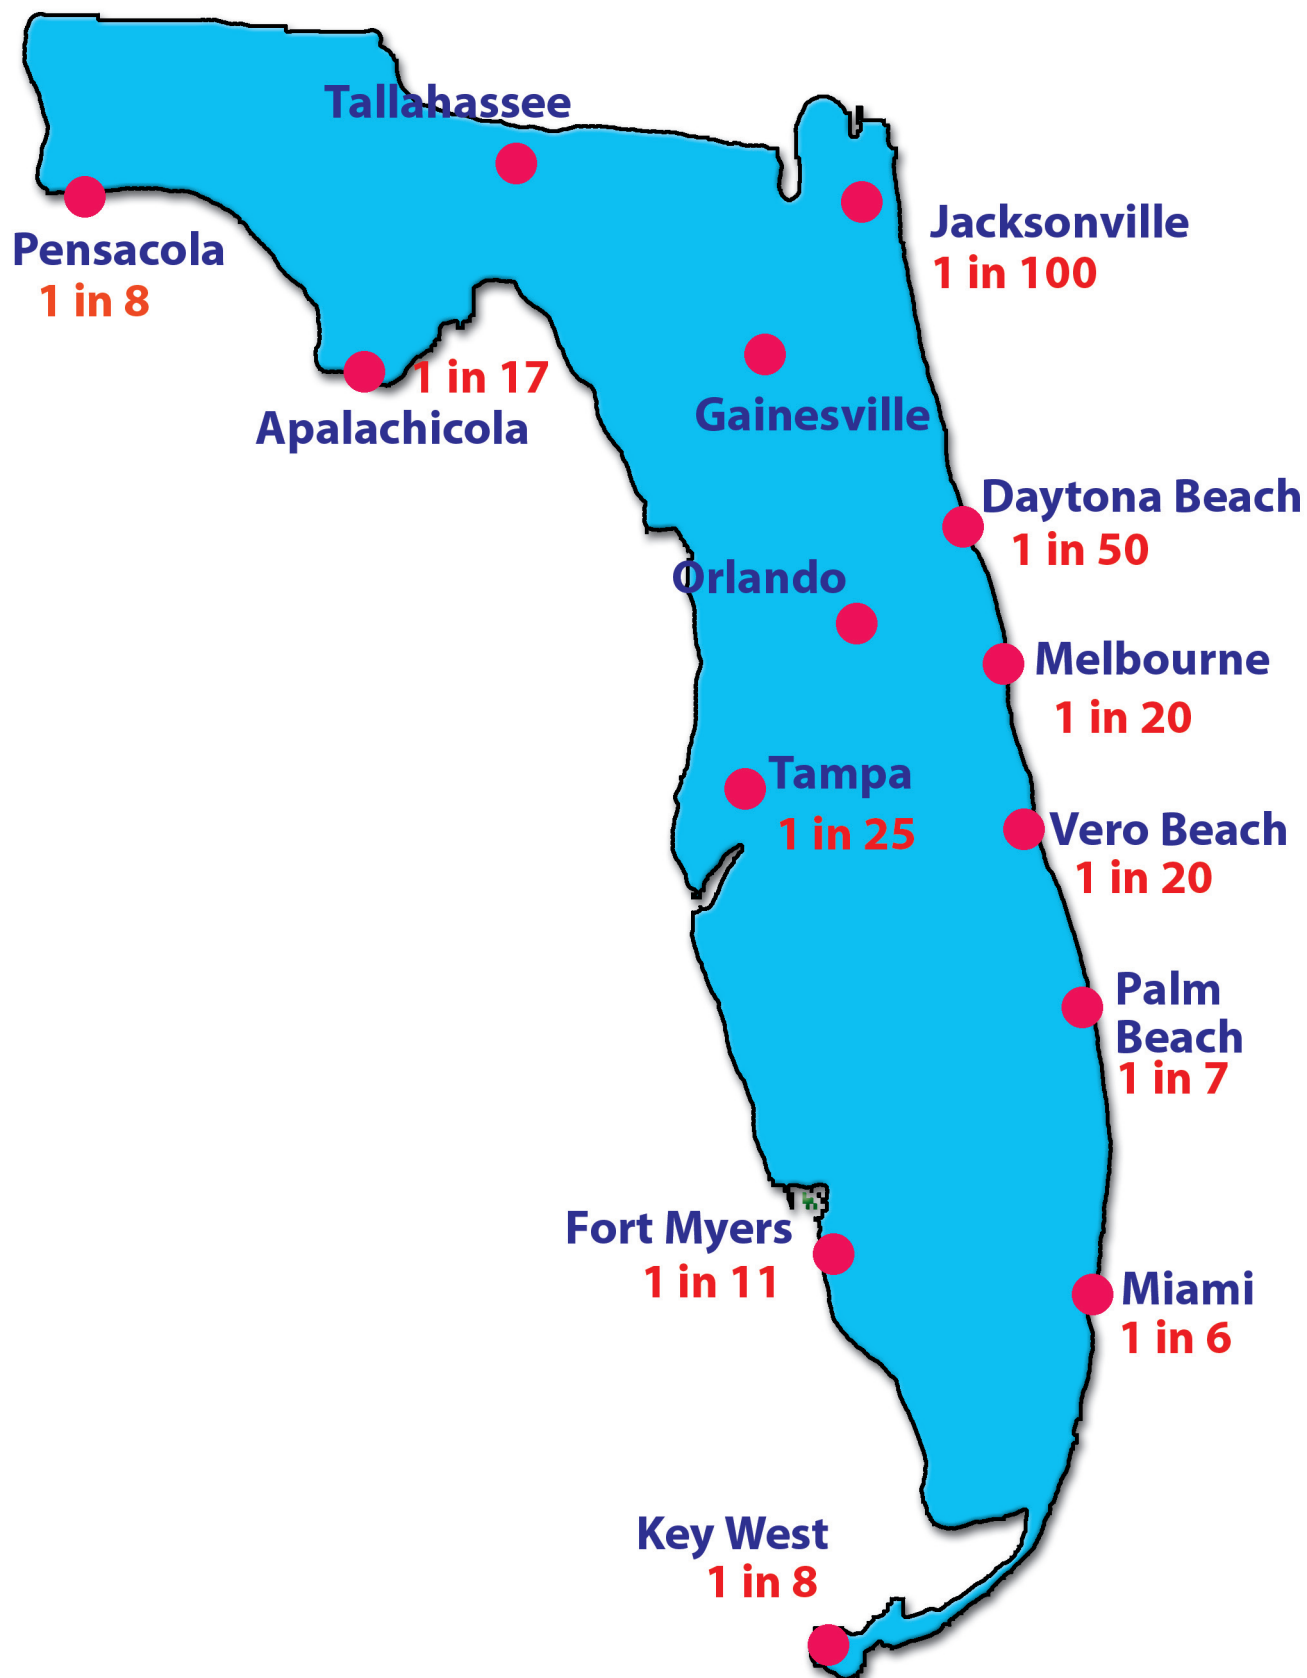 Tallahassee
Pensacola
1 in 8
Jacksonville
1 in 100
1 in 17
Apalachicola
Gainesville
Daytona Beach
1 in 50
Orlando
Melbourne
1 in 20
Tampa
1 in 25
Vero Beach
1 in 20
Palm
Beach
1 in 7
Fort Myers
1 in 11
Miami
1 in 6
Key West
1 in 8